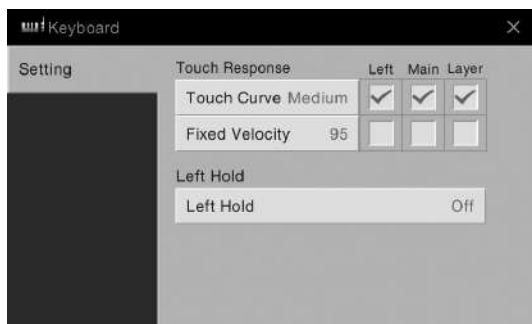 Keyboard
Setting
Touch Response Left Main Layer
Touch Curve Medium
Fixed Velocity 95
Left Hold
Left Hold Off